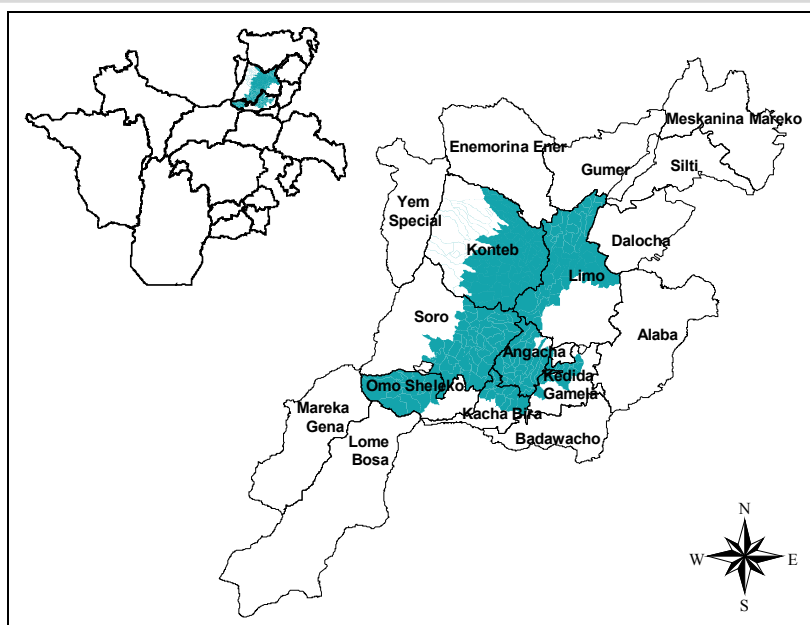 Meskanina Mareko
Enemorina Ener
Gumer
Silti
Yem
Special
Dalocha
Konteb
Limo
Soro
Alaba
Angacha
Kedida
Gamela
Omo Sheleko
Mareka
Gena
Kacha Bira
Badawacho
Lome
Bosa
N
W
E
S